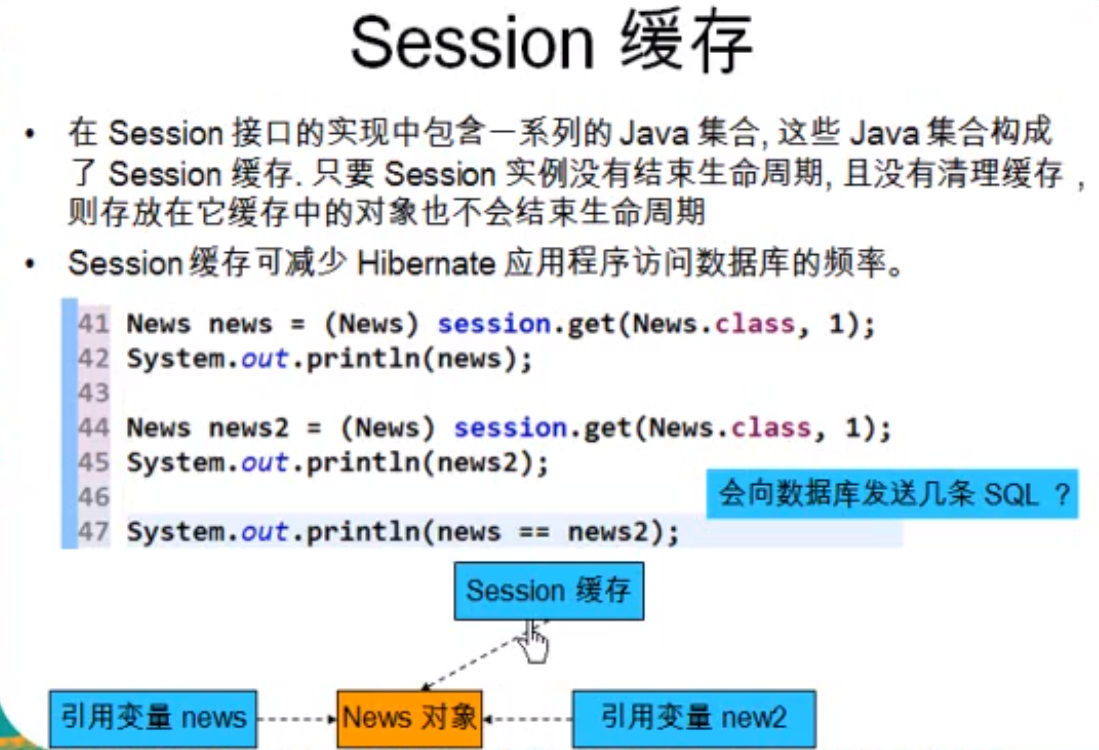 Session 缓存
• 在 Session 接口的实现中包含一系列的 Java 集合, 这些 Java 集合构成
了 Session 缓存. 只要 Session 实例没有结束生命周期, 且没有清理缓存，
则存放在它缓存中的对象也不会结束生命周期
• Session 缓存可减少 Hibernate 应用程序访问数据库的频率。
41 News news = (News) session.get(News.class, 1);
42 System.out.println(news);
43
44 News news2 = (News) session.get(News.class, 1);
45 System.out.println(news2);
46
会向数据库发送几条 SQL ？
47 System.out.println(news == news2);
Session 缓存
引用变量 news
News 对象
引用变量 new2